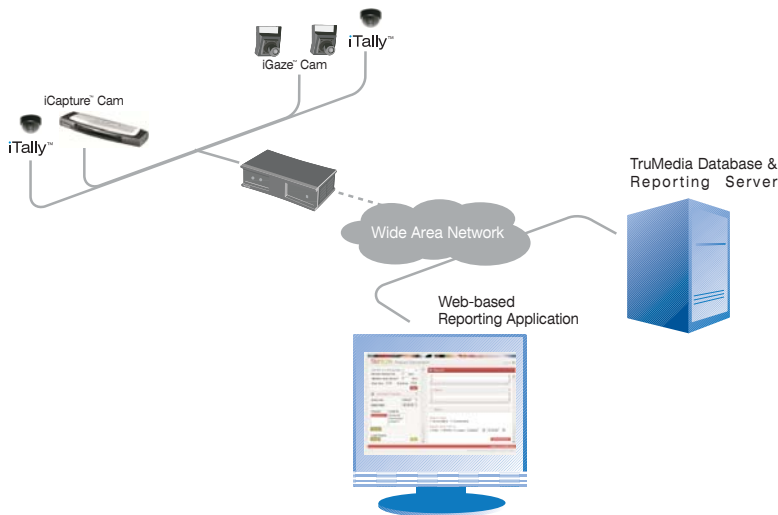 iTally™
iGaze™ Cam
iCapture™ Cam
iTally™
TruMedia Database &
Reporting Server
Wide Area Network
Web-based
Reporting Application